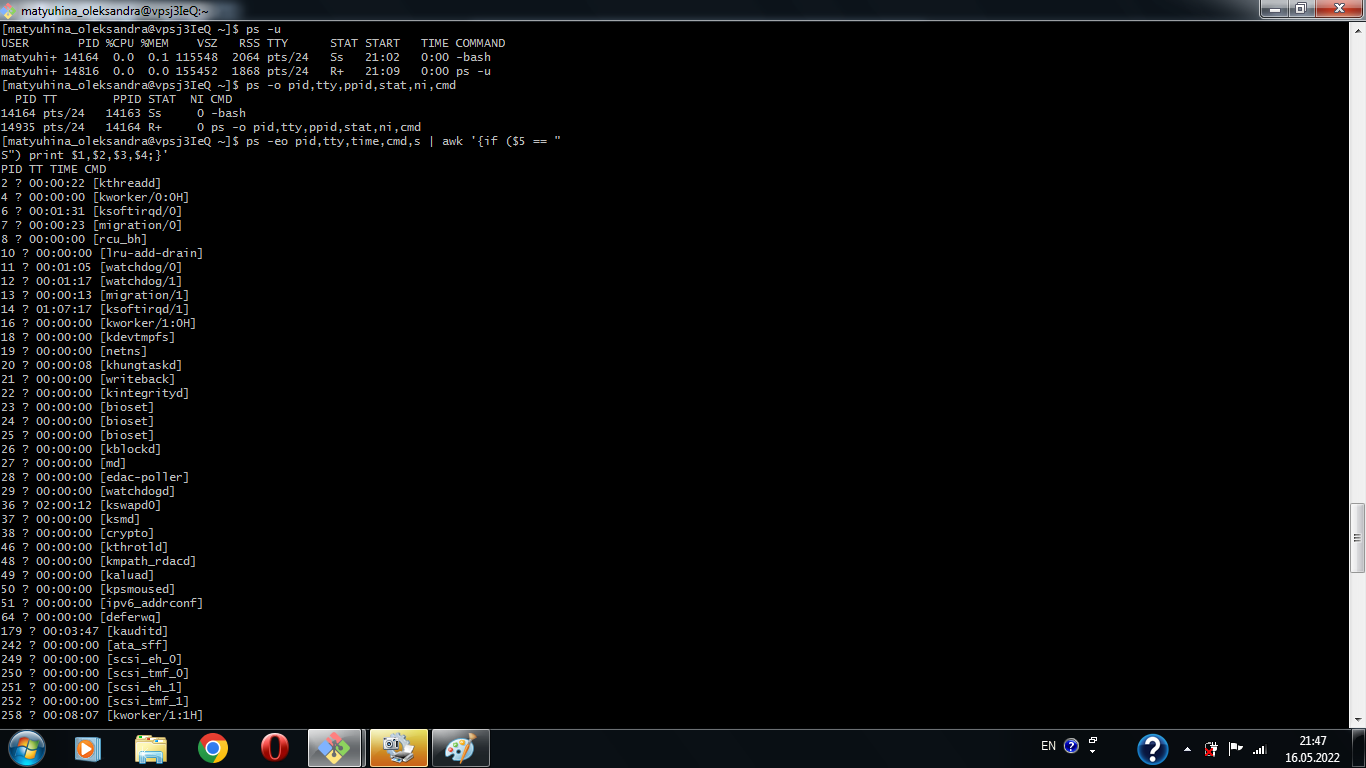 matyuhina_oleksandra@vpsj3IeQ:~
[matyuhina_oleksandra@vpsj3IeQ ~]$ ps -u
USER       PID %CPU %MEM    VSZ   RSS TTY      STAT START   TIME COMMAND
matyuhi+ 14164  0.0  0.1 115548  2064 pts/24   Ss   21:02   0:00 -bash
matyuhi+ 14816  0.0  0.0 155452  1868 pts/24   R+   21:09   0:00 ps -u
[matyuhina_oleksandra@vpsj3IeQ ~]$ ps -o pid,tty,ppid,stat,ni,cmd
  PID TT        PPID STAT  NI CMD
14164 pts/24   14163 Ss     0 -bash
14935 pts/24   14164 R+     0 ps -o pid,tty,ppid,stat,ni,cmd
[matyuhina_oleksandra@vpsj3IeQ ~]$ ps -eo pid,tty,time,cmd,s | awk '{if ($5 == "
S") print $1,$2,$3,$4;}'
PID TT TIME CMD
2 ? 00:00:22 [kthreadd]
4 ? 00:00:00 [kworker/0:0H]
6 ? 00:01:31 [ksoftirqd/0]
7 ? 00:00:23 [migration/0]
8 ? 00:00:00 [rcu_bh]
10 ? 00:00:00 [lru-add-drain]
11 ? 00:01:05 [watchdog/0]
12 ? 00:01:17 [watchdog/1]
13 ? 00:00:13 [migration/1]
14 ? 01:07:17 [ksoftirqd/1]
16 ? 00:00:00 [kworker/1:0H]
18 ? 00:00:00 [kdevtmpfs]
19 ? 00:00:00 [netns]
20 ? 00:00:08 [khungtaskd]
21 ? 00:00:00 [writeback]
22 ? 00:00:00 [kintegrityd]
23 ? 00:00:00 [bioset]
24 ? 00:00:00 [bioset]
25 ? 00:00:00 [bioset]
26 ? 00:00:00 [kblockd]
27 ? 00:00:00 [md]
28 ? 00:00:00 [edac-poller]
29 ? 00:00:00 [watchdogd]
36 ? 02:00:12 [kswapd0]
37 ? 00:00:00 [ksmd]
38 ? 00:00:00 [crypto]
46 ? 00:00:00 [kthrotld]
48 ? 00:00:00 [kmpath_rdacd]
49 ? 00:00:00 [kaluad]
50 ? 00:00:00 [kpsmoused]
51 ? 00:00:00 [ipv6_addrconf]
64 ? 00:00:00 [deferwq]
179 ? 00:03:47 [kauditd]
242 ? 00:00:00 [ata_sff]
249 ? 00:00:00 [scsi_eh_0]
250 ? 00:00:00 [scsi_tmf_0]
251 ? 00:00:00 [scsi_eh_1]
252 ? 00:00:00 [scsi_tmf_1]
258 ? 00:08:07 [kworker/1:1H]
EN
21:47
16.05.2022